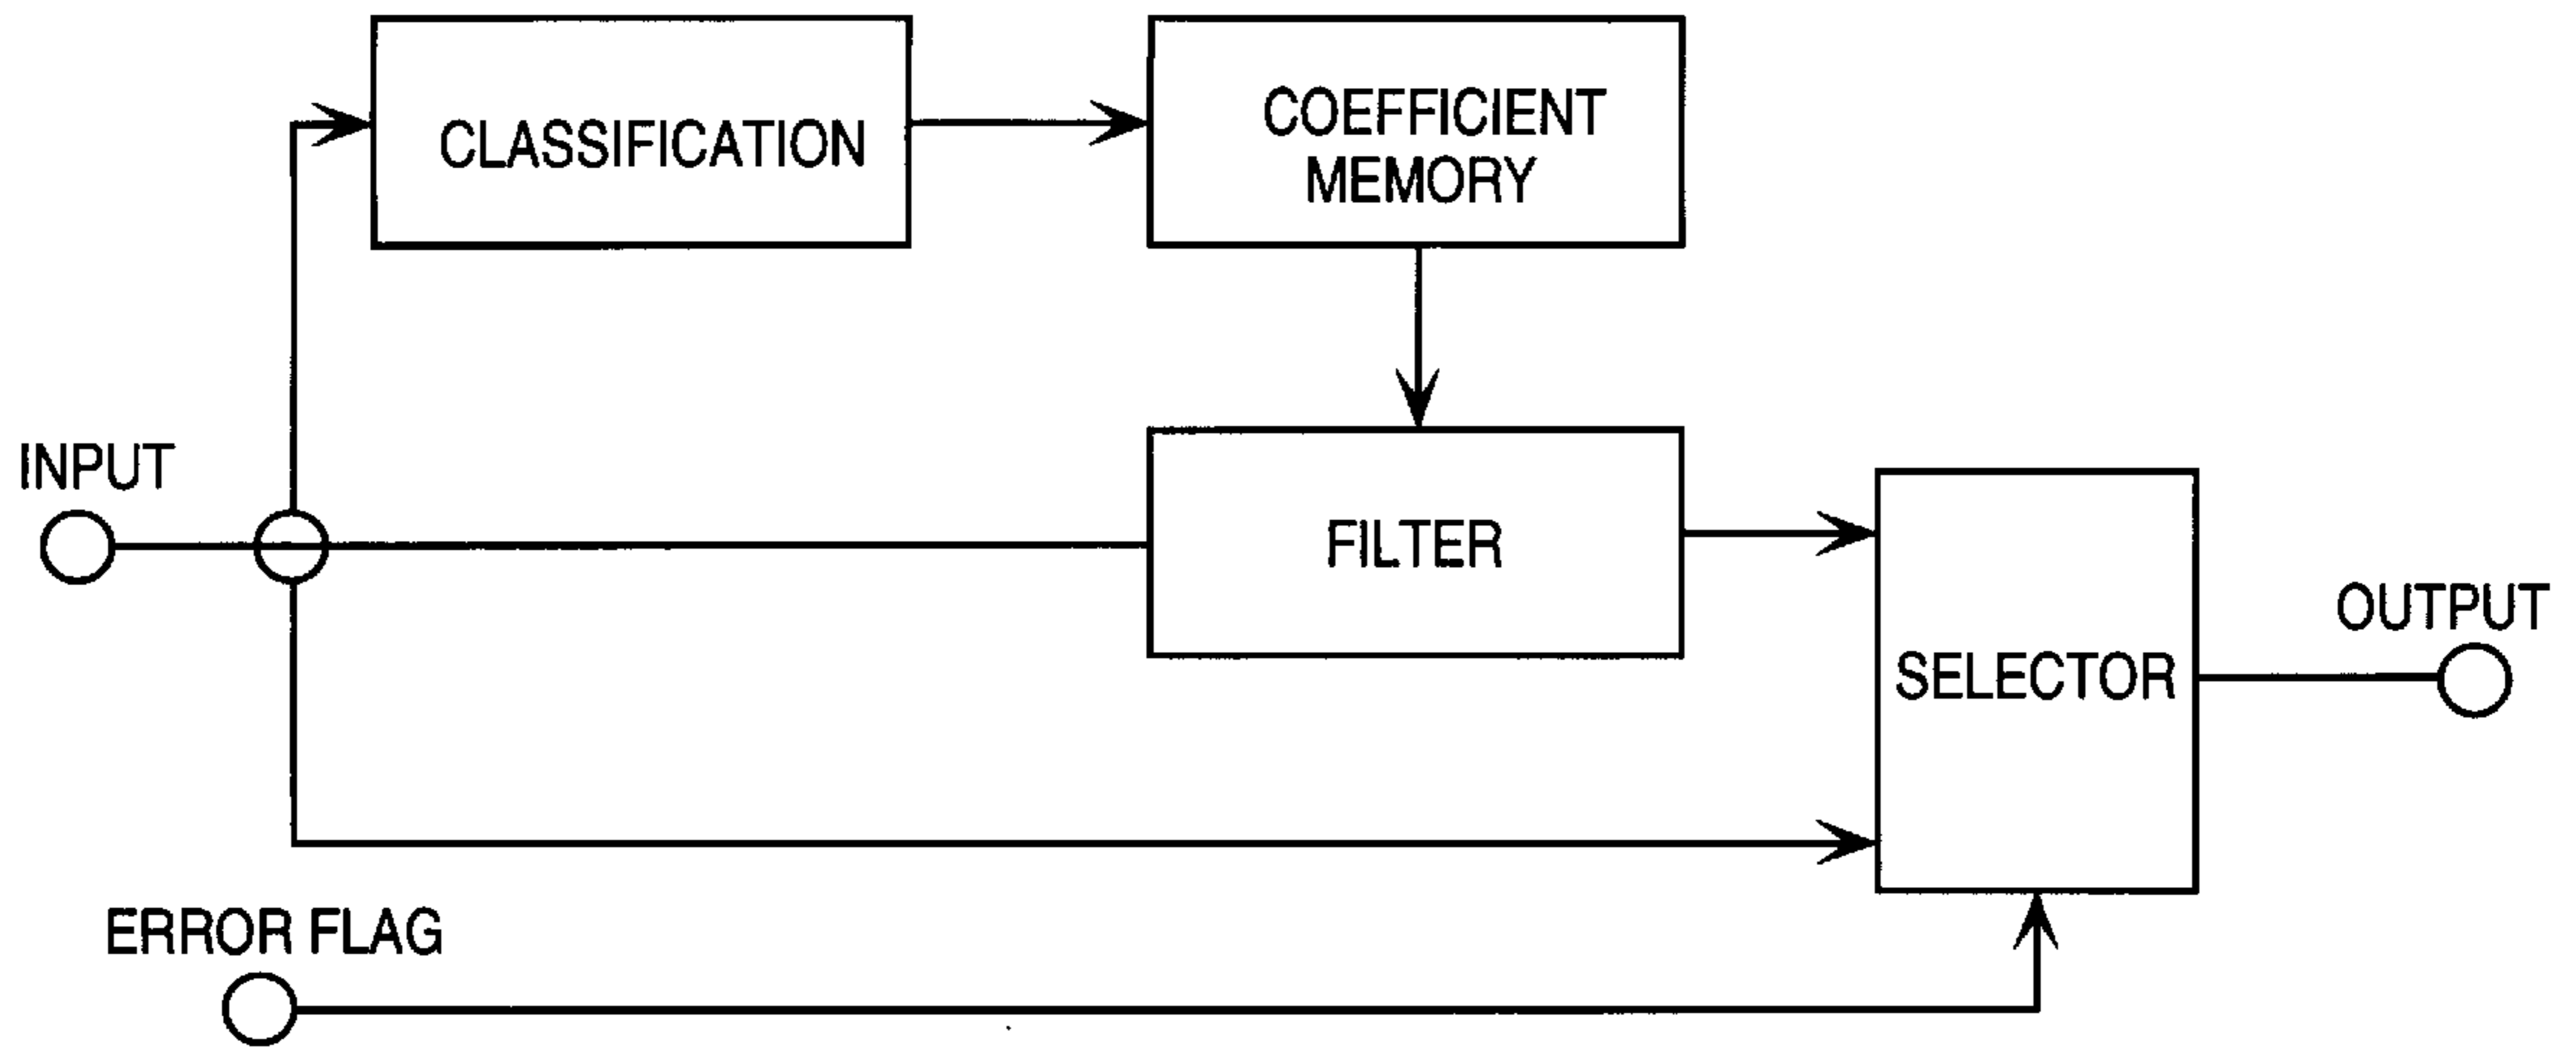 CLASSIFICATION
COEFFICIENT
MEMORY
INPUT
FILTER
OUTPUT
SELECTOR
ERROR FLAG